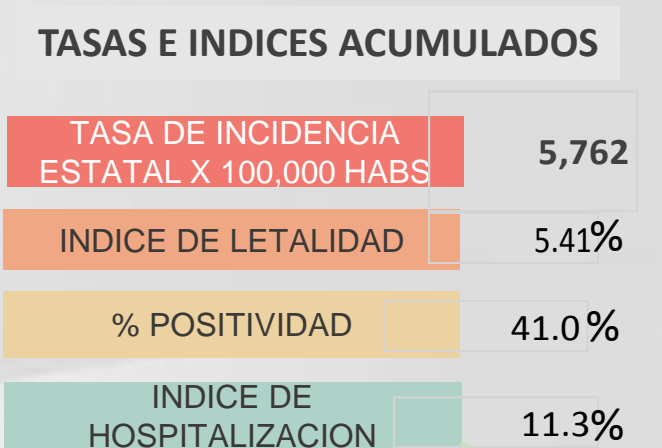 TASAS E INDICES ACUMULADOS
TASA DE INCIDENCIA
ESTATAL X 100,000 HABS
5,762
INDICE DE LETALIDAD
5.41%
% POSITIVIDAD
41.0 %
INDICE DE
HOSPITALIZACION
11.3%